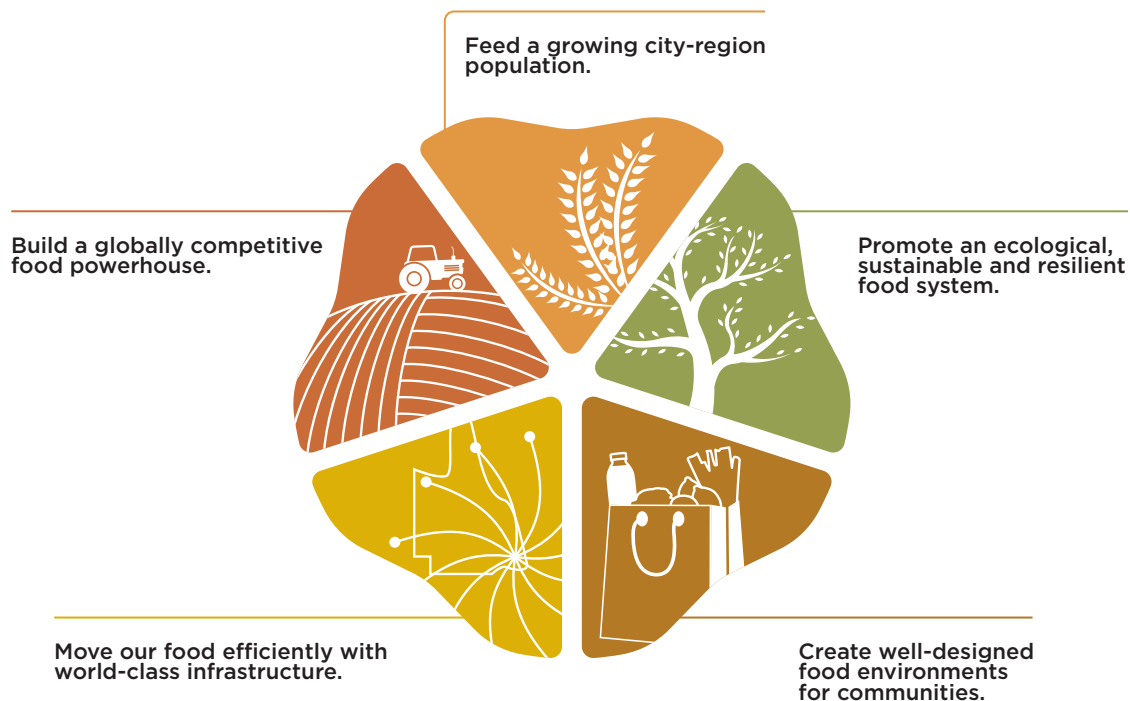 Feed a growing city-region
population.
Build a globally competitive
food powerhouse.
Promote an ecological,
sustainable and resilient
food system.
Move our food efficiently with
world-class infrastructure.
Create well-designed
food environments
for communities.